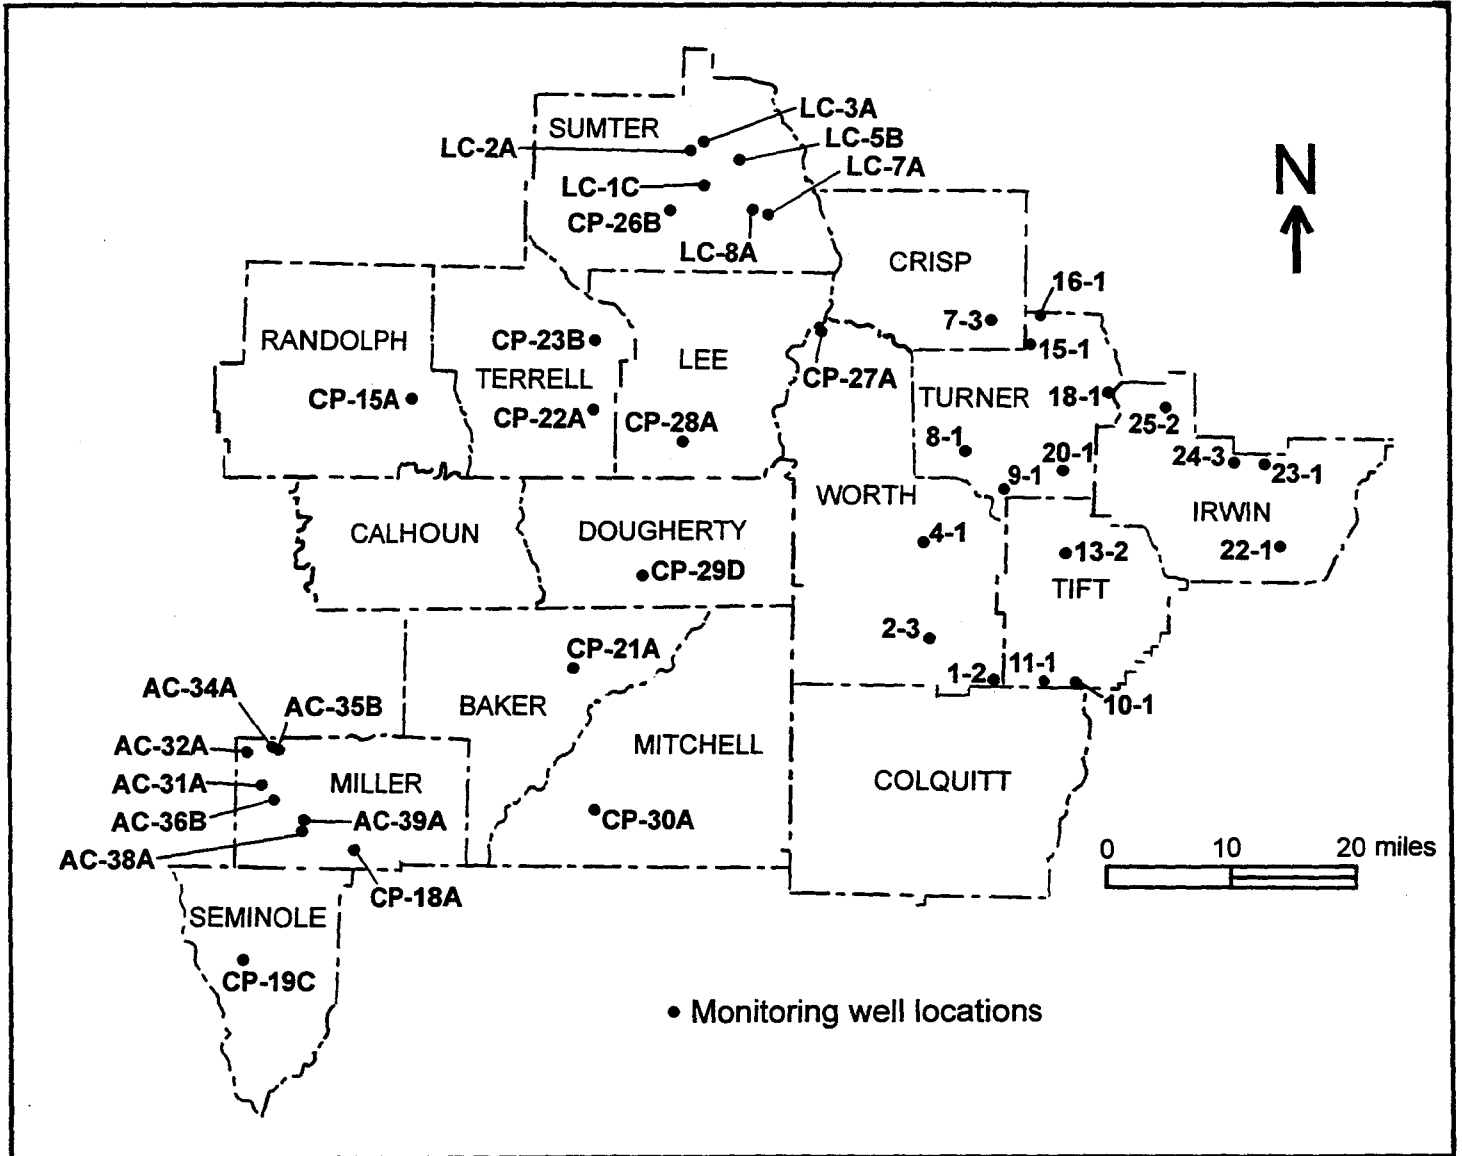 LC-3A
SUMTER
LC-5B
LC-2A
LC-7A
N
LC-1C
CP-26B
LC-8A
CRISP
16-1
7-3
RANDOLPH
CP-23B
15-1
LEE
TERRELL
CP-27A
CP-15A
TURNER
18-1
CP-22A
CP-28A
25-2
8-1
20-1
24-3
23-1
9-1
WORTH
IRWIN
CALHOUN
DOUGHERTY
4-1
22-1
13-2
CP-29D
TIFT
2-3
CP-21A
11-1
1-2
AC-34A
AC-35B
BAKER
10-1
AC-32A
MITCHELL
AC-31A
MILLER
COLQUITT
AC-36B
AC-39A
CP-30A
0 10 20 miles
AC-38A
CP-18A
SEMINOLE
CP-19C
Monitoring well locations